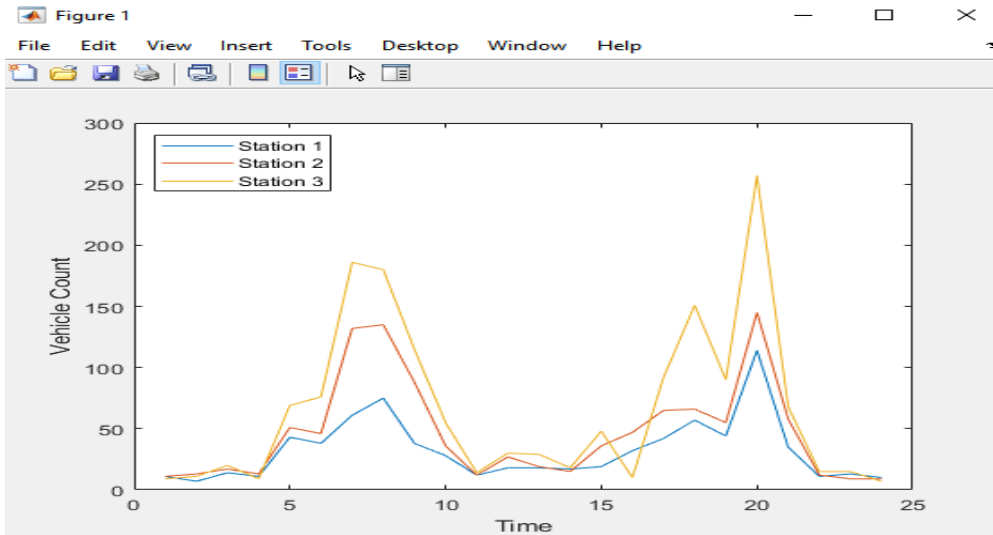 Figure 1
File Edit View Insert Tools Desktop Window Help
300
250
200
150
100
50
0
Vehicle Count
Station 1
Station 2
Station 3
0 5 10 15 20 25
Time